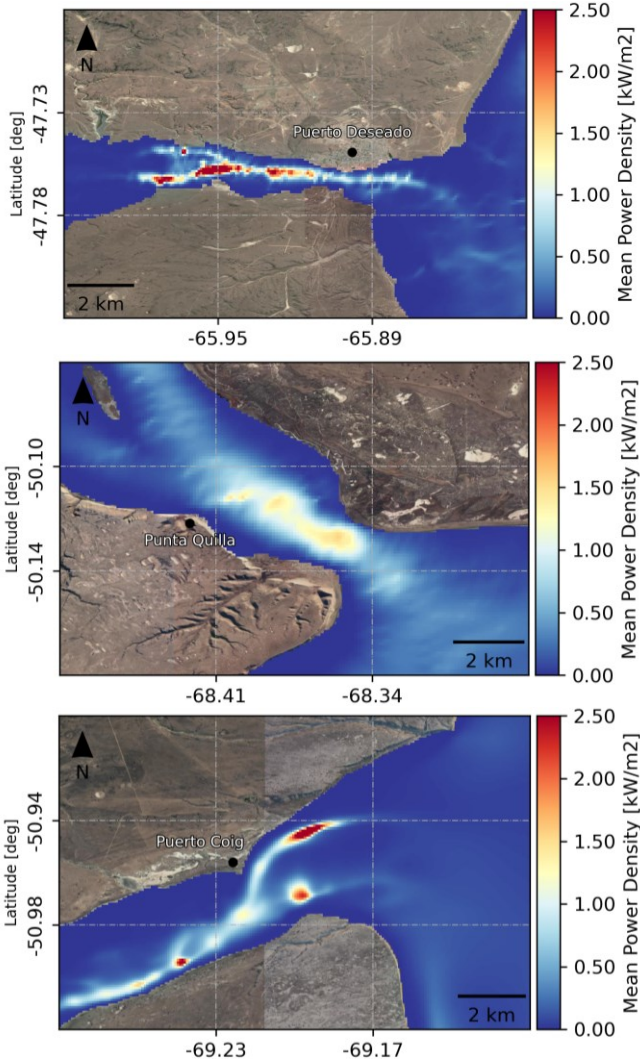 N
Puerto Deseado
2 km
-47.73
-47.78
Latitude [deg]
-65.95
-65.89
2.50
2.00
1.50
1.00
0.50
0.00
Mean Power Density [kW/m2]
N
Punta Quilla
2 km
-50.10
-50.14
Latitude [deg]
-68.41
-68.34
2.50
2.00
1.50
1.00
0.50
0.00
Mean Power Density [kW/m2]
N
Puerto Coig
2 km
-50.94
-50.98
Latitude [deg]
-69.23
-69.17
2.50
2.00
1.50
1.00
0.50
0.00
Mean Power Density [kW/m2]